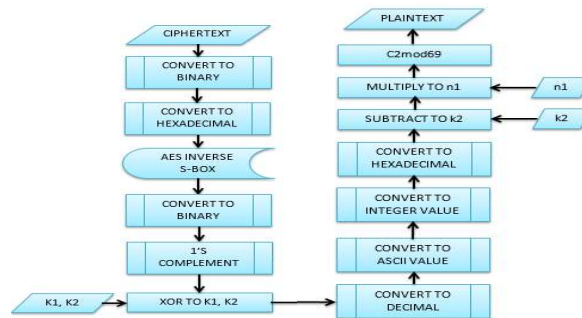 CIPHERTEXT
CONVERT TO
BINARY
CONVERT TO
HEXADECIMAL
AES INVERSE
S-BOX
CONVERT TO
BINARY
1'S
COMPLEMENT
K1, K2
XOR TO K1, K2
PLAINTEXT
C2mod69
MULTIPLY TO n1
n1
SUBTRACT TO k2
k2
CONVERT TO
HEXADECIMAL
CONVERT TO
INTEGER VALUE
CONVERT TO
ASCII VALUE
CONVERT TO
DECIMAL